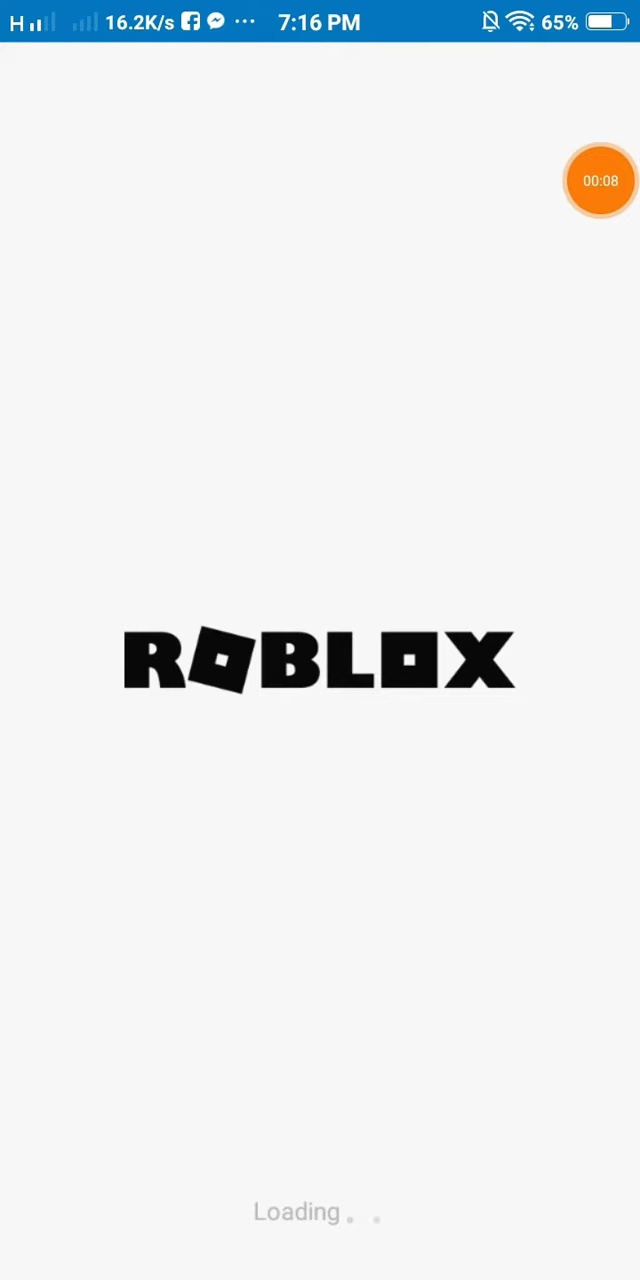 H 16.2K/s ... 7:16 PM 65%
00:08
ROBLOX
Loading . .